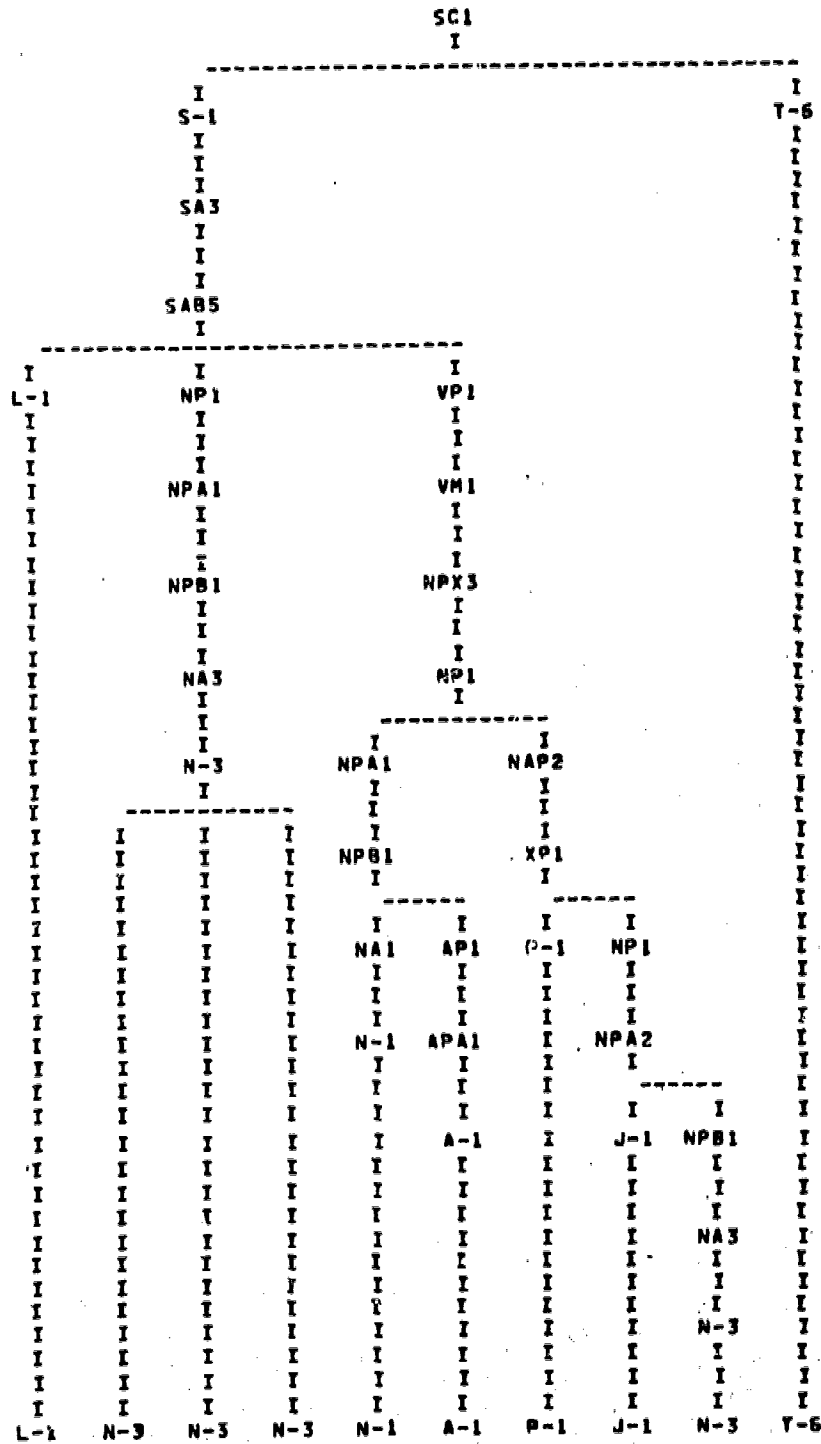 SC1
S-1 T-6
SA3
SAB5
L-1 NP1 VP1
NPA1 VM1
NPB1 NPX3
NA3 NP1
N-3 NPA1 NAP2
NPB1 XP1
NA1 AP1 P-1 NP1
N-1 APA1 NPA2
A-1 J-1 NPB1
NA3
N-3
L-1 N-3 N-3 N-3 N-1 A-1 P-1 J-1 N-3 T-6